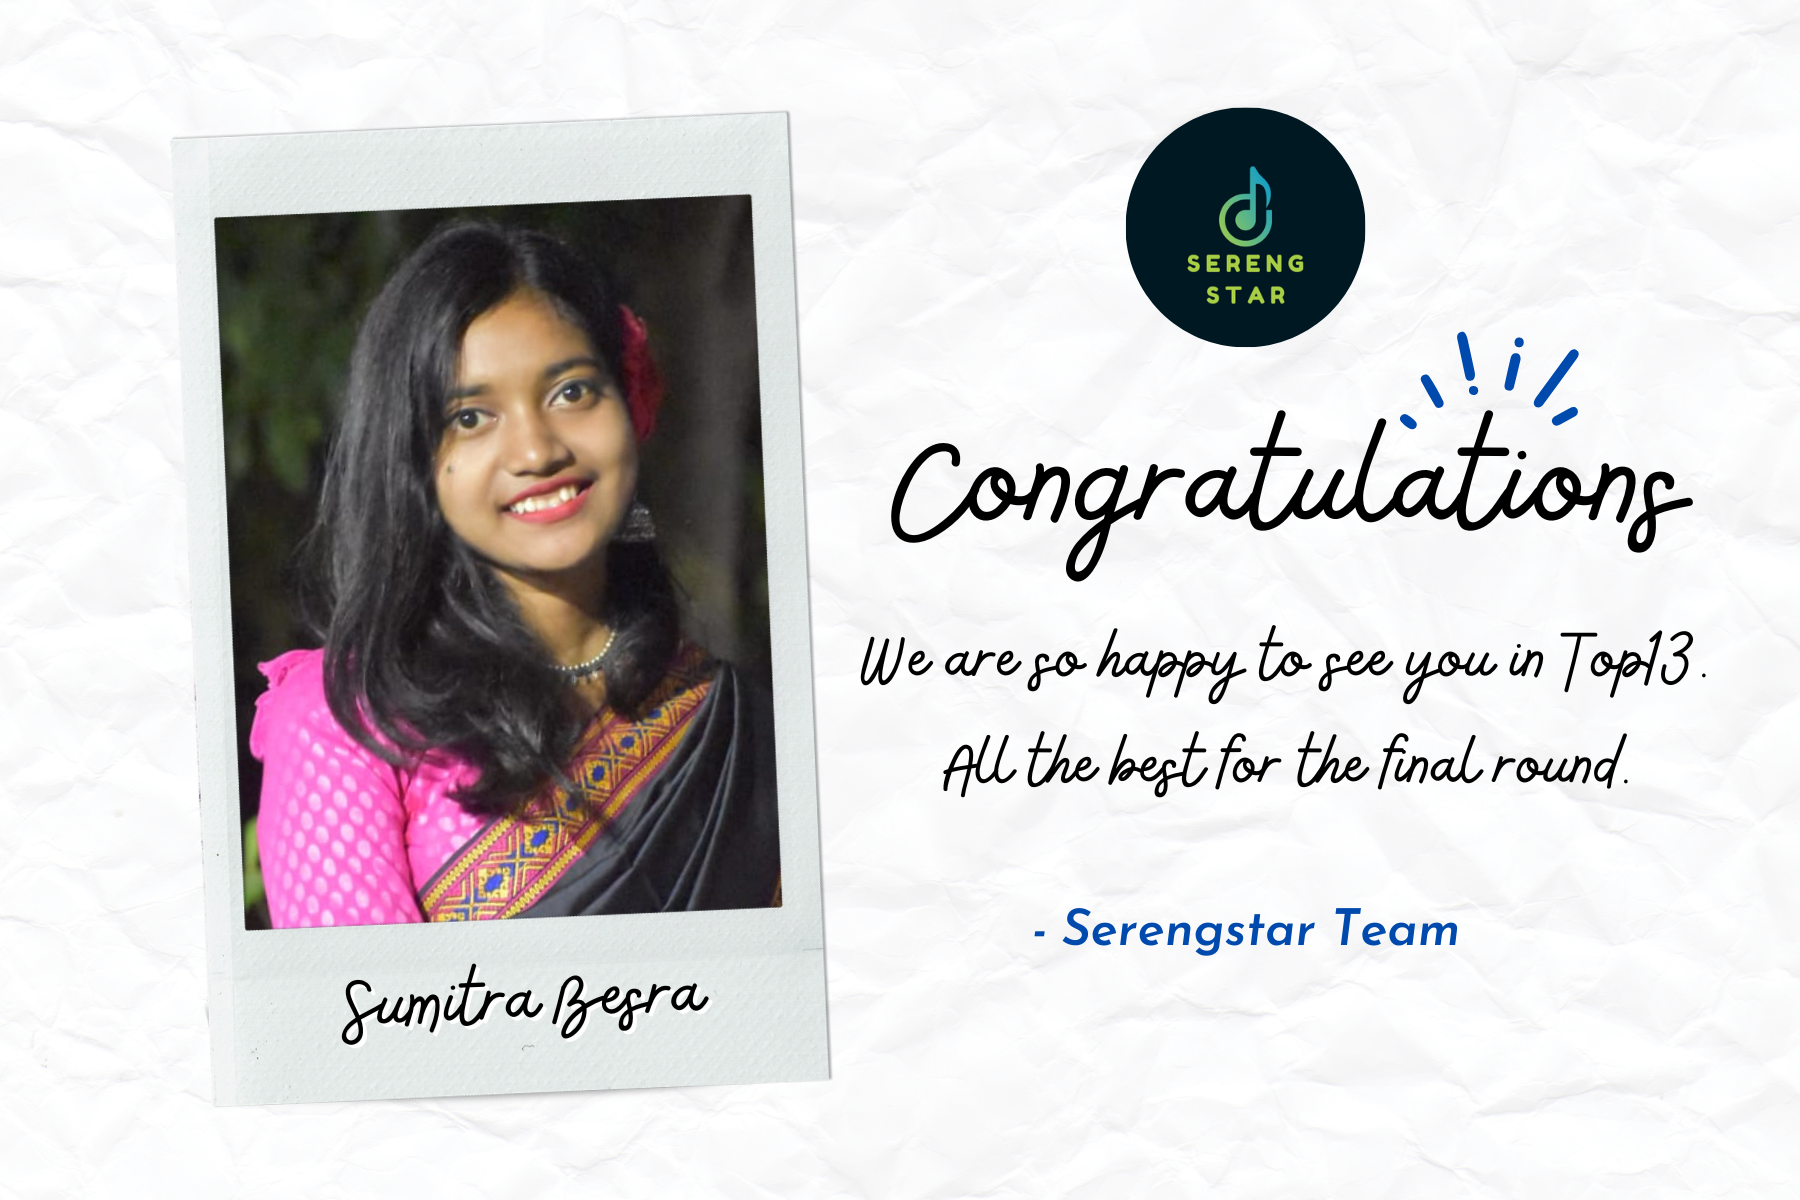 SERENG
STAR
Congratulations
We are so happy to see you in Top13.
All the best for the final round.
- Serengstar Team
Sumitra Besra